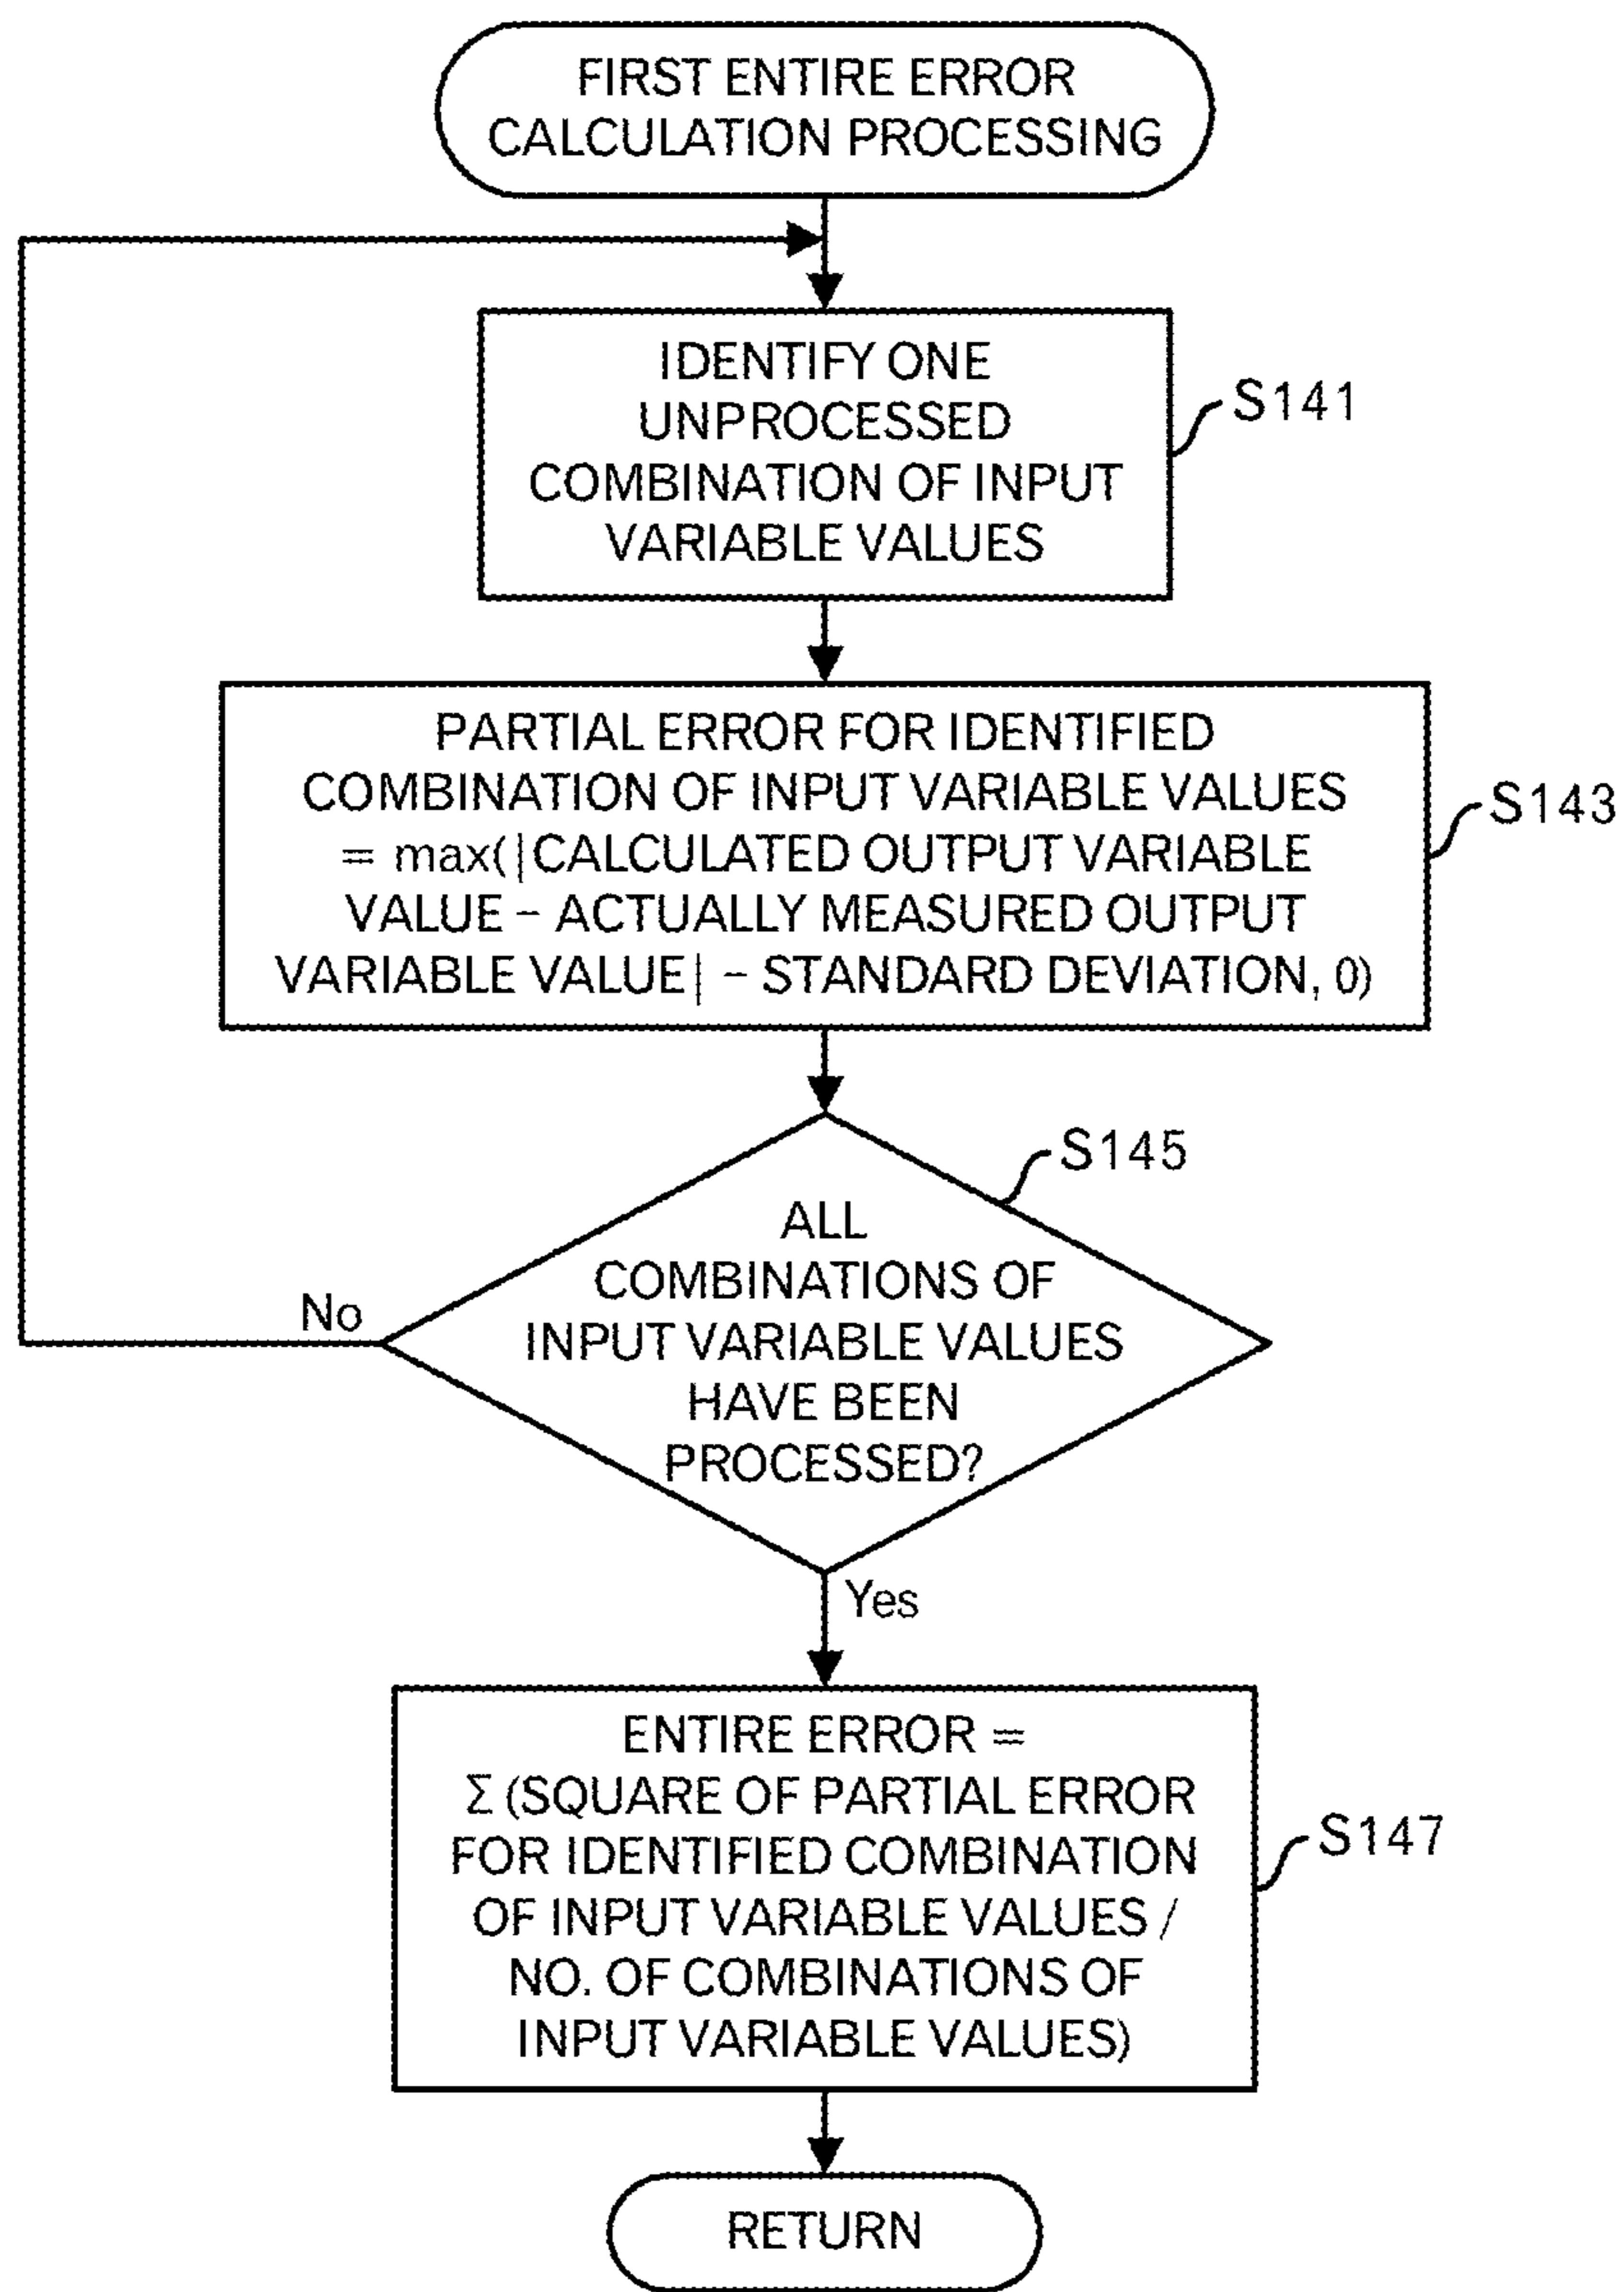 FIRST ENTIRE ERROR
CALCULATION PROCESSING
IDENTIFY ONE
UNPROCESSED
COMBINATION OF INPUT
VARIABLE VALUES
S141
PARTIAL ERROR FOR IDENTIFIED
COMBINATION OF INPUT VARIABLE VALUES
= max(|CALCULATED OUTPUT VARIABLE
VALUE – ACTUALLY MEASURED OUTPUT
VARIABLE VALUE| – STANDARD DEVIATION, 0)
S143
S145
ALL
COMBINATIONS OF
INPUT VARIABLE VALUES
HAVE BEEN
PROCESSED?
No
Yes
ENTIRE ERROR =
Σ (SQUARE OF PARTIAL ERROR
FOR IDENTIFIED COMBINATION
OF INPUT VARIABLE VALUES /
NO. OF COMBINATIONS OF
INPUT VARIABLE VALUES)
S147
RETURN